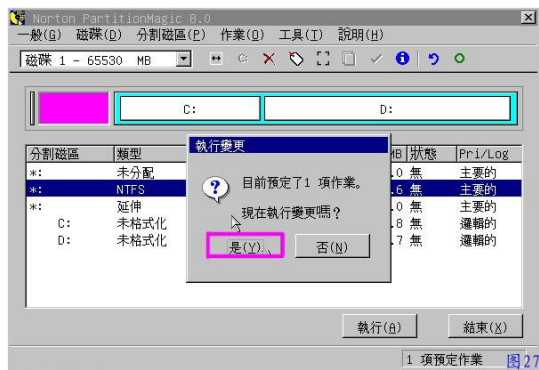 Norton PartitionMagic 8.0
一般(G) 磁碟(D) 分割磁區(P) 作業(O) 工具(T) 說明(H)
磁碟 1 - 65530 MB
C: D:
執行變更
目前預定了1 項作業。
現在執行變更嗎?
是(Y) 否(N)
分割磁區 類型 MB 狀態 Pri/Log
*: 未分配 .0 無 主要的
*: NTFS .6 無 主要的
*: 延伸 .0 無 主要的
C: 未格式化 .8 無 邏輯的
D: 未格式化 .7 無 邏輯的
執行(A) 結束(X)
1 項預定作業
图27